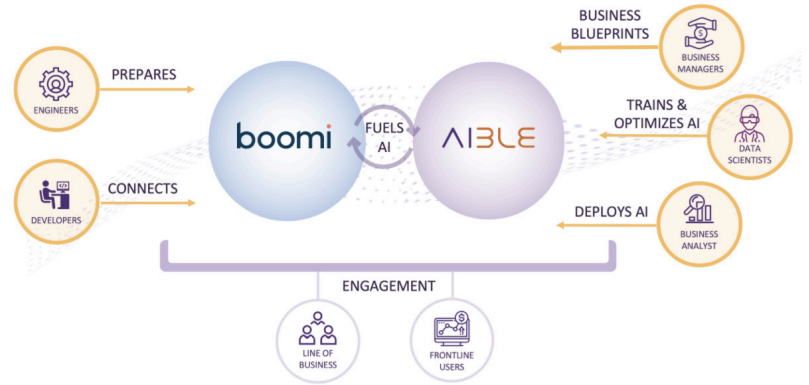 ENGINEERS
PREPARES
DEVELOPERS
CONNECTS
boomi
FUELS
AI
AIBLE
BUSINESS
BLUEPRINTS
BUSINESS
MANAGERS
TRAINS &
OPTIMIZES AI
DATA
SCIENTISTS
DEPLOYS AI
BUSINESS
ANALYST
ENGAGEMENT
LINE OF
BUSINESS
FRONTLINE
USERS